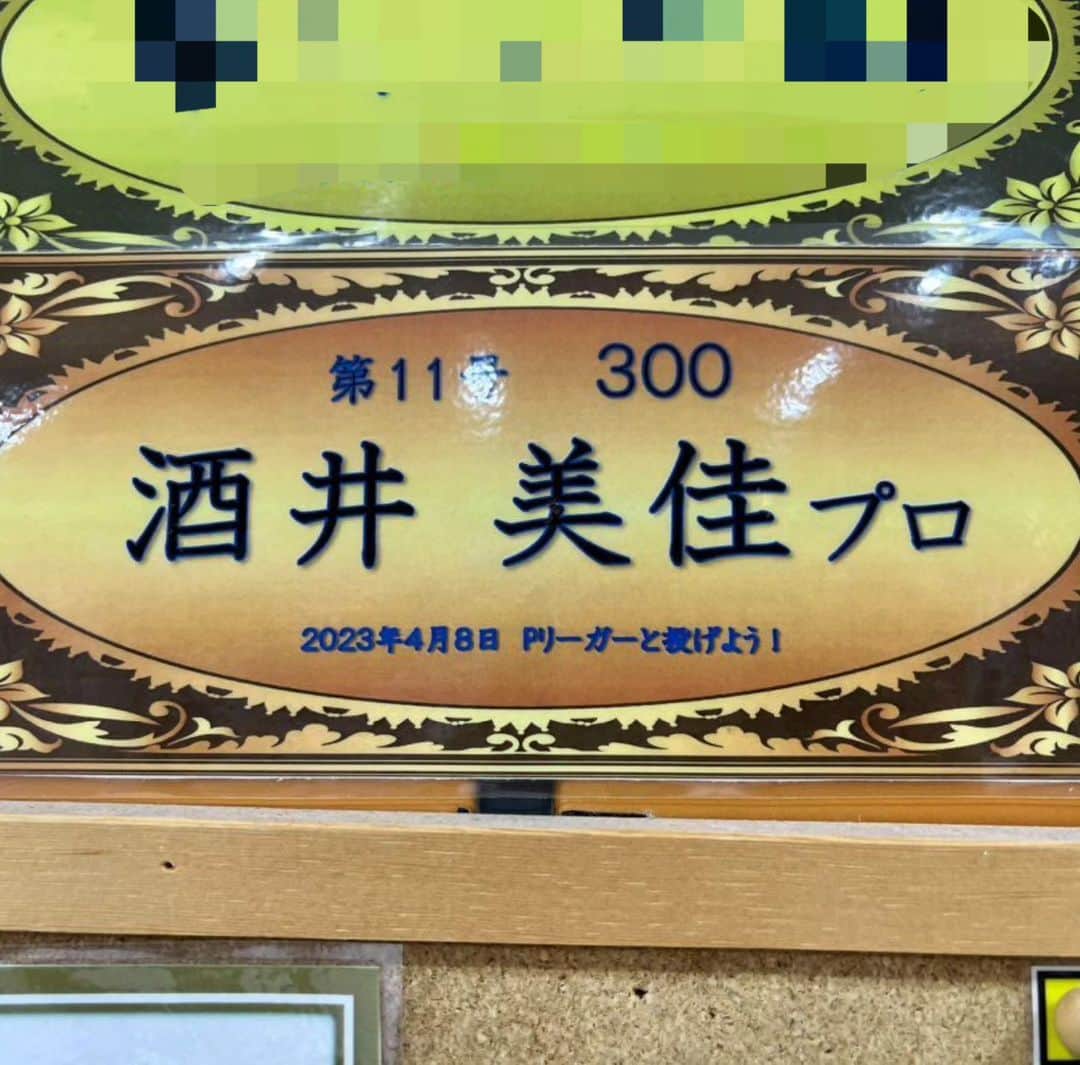 第11号 300
酒井 美佳プロ
2023年4月8日 Pリーガーと投げよう！